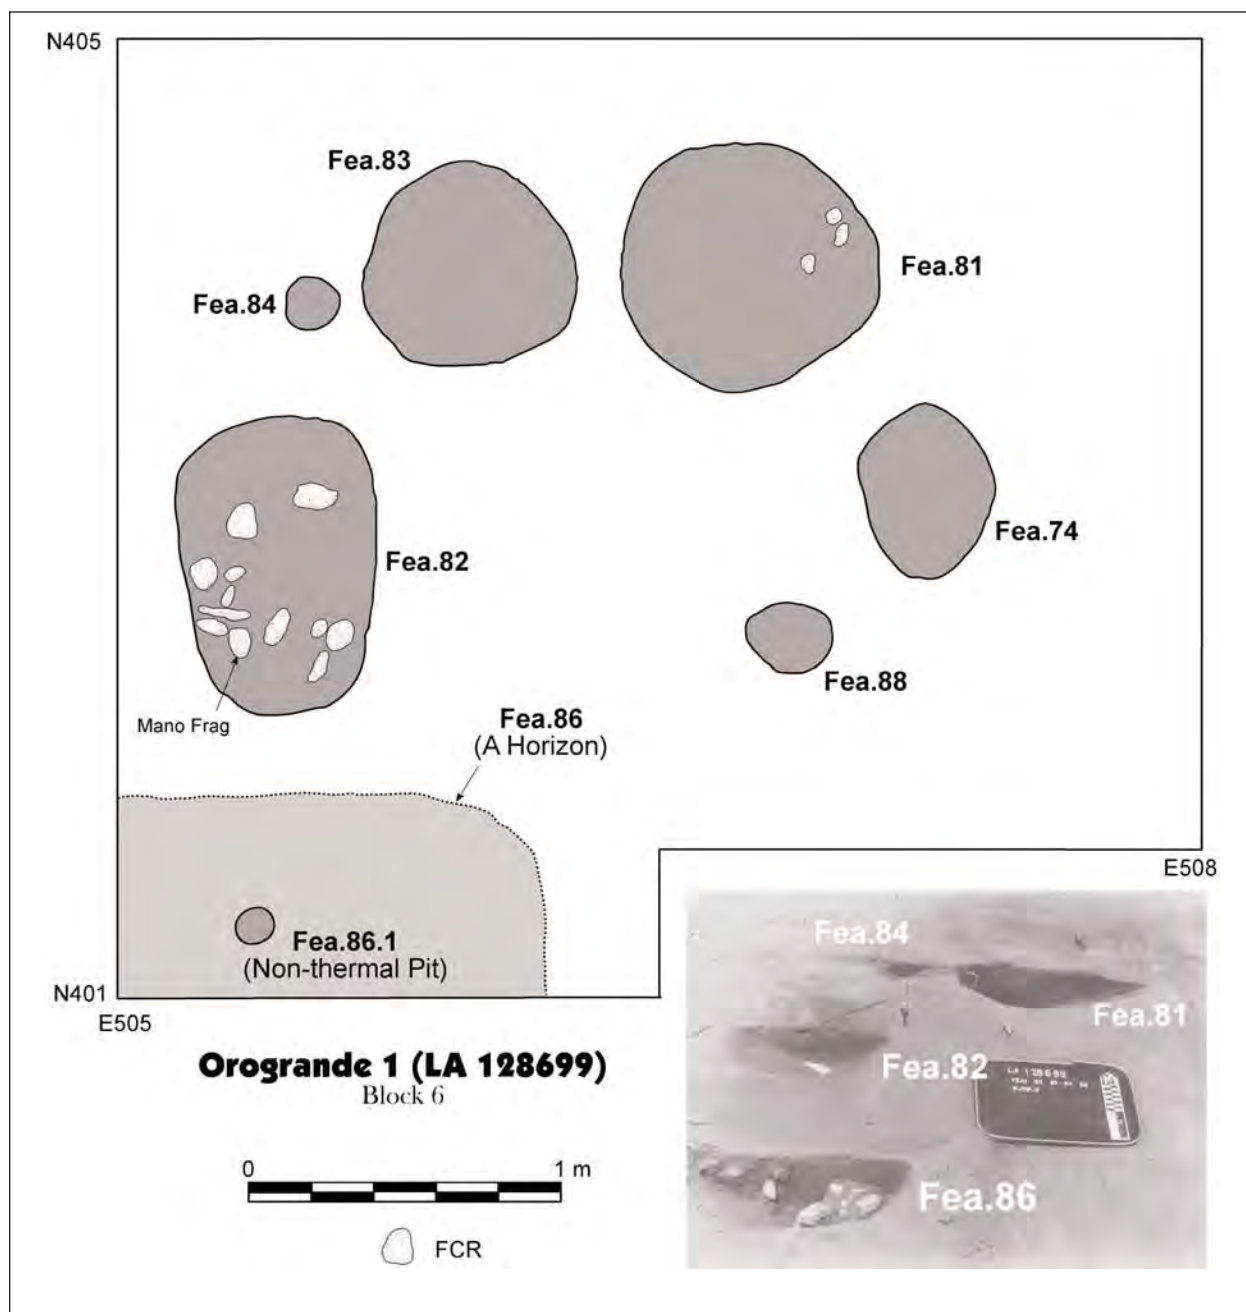 N405
Fea.83
Fea.81
Fea.84
Fea.74
Fea.82
Fea.88
Mano Frag
Fea.86
(A Horizon)
E508
Fea.86.1
(Non-thermal Pit)
N401
E505
Orogrande 1 (LA 128699)
Block 6
0 1 m
FCR
Fea.84
Fea.81
Fea.82
LA 128699
Fea.86